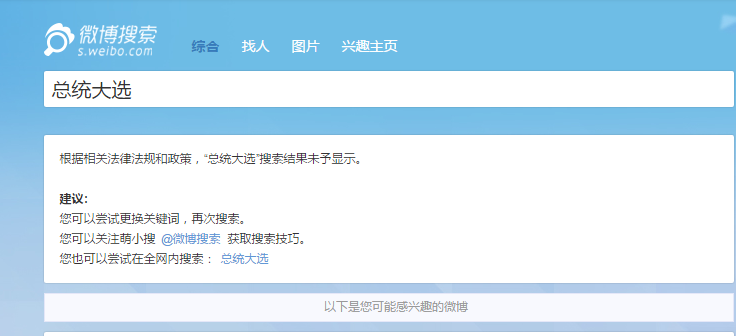 微博搜索
s.weibo.com
综合 找人 图片 兴趣主页
总统大选
根据相关法律法规和政策，“总统大选”搜索结果未予显示。
建议：
您可以尝试更换关键词，再次搜索。
您可以关注萌小搜 @微博搜索 获取搜索技巧。
您也可以尝试在全网内搜索： 总统大选
以下是您可能感兴趣的微博